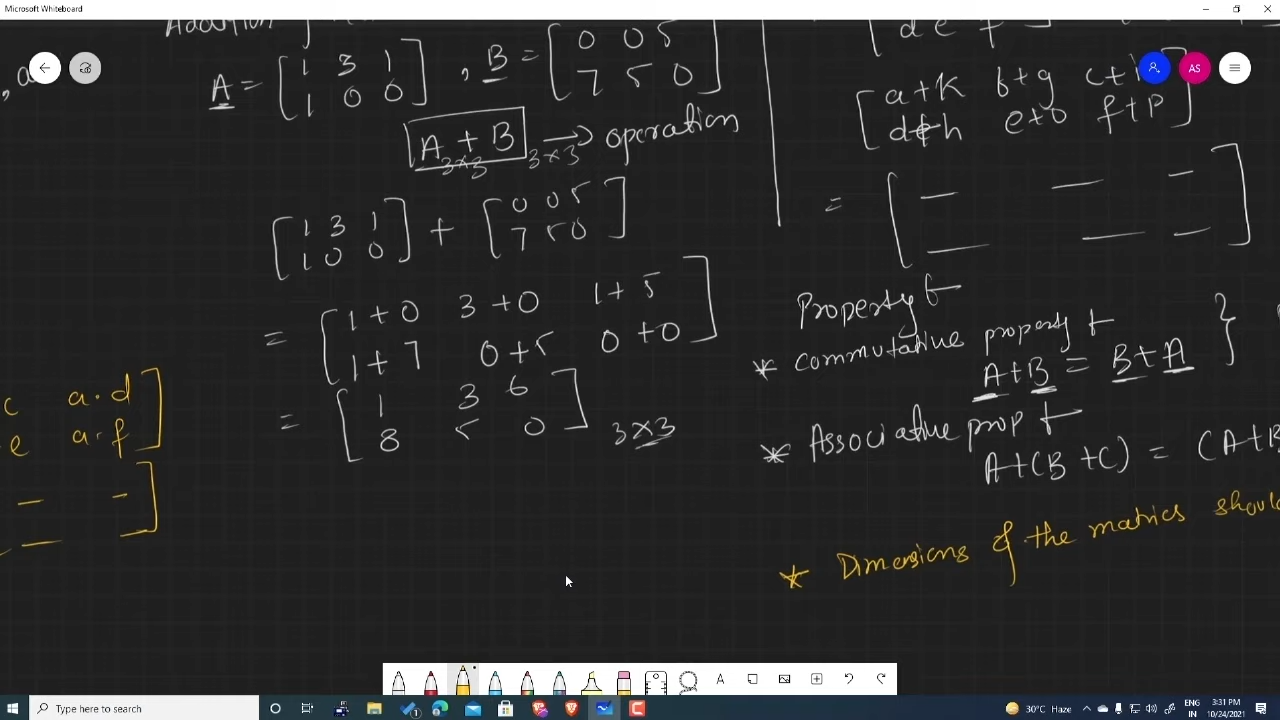 Microsoft Whiteboard
Addition
A = [ 1 3 1
1 0 0 ] , B = [ 0 0 5
7 5 0 ]
A + B → operation
3×3 3×3
[ 1 3 1
1 0 0 ] + [ 0 0 5
7 5 0 ]
= [ 1+0 3+0 1+5
1+7 0+5 0+0 ]
= [ 1 3 6
8 5 0 ] 3×3
c a.d
e a.f ]
d e f
[ a+k b+g c+
d+h e+o f+p ]
= [ — — —
— — — ]
Property
* Commutative property
A+B = B+A }
* Associative prop
A+(B+C) = (A+B
* Dimensions of the matrics should
AS
A
Type here to search
30°C Haze
ENG
IN
3:31 PM
10/24/2021